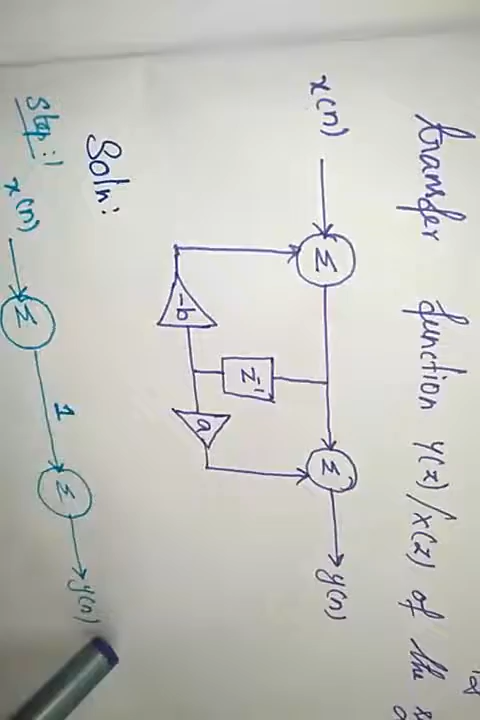 transfer function Y(z)/X(z) of the
x(n) Σ Σ y(n)
z⁻¹
-b a
Soln:
Step:1
x(n) Σ 1 Σ y(n)